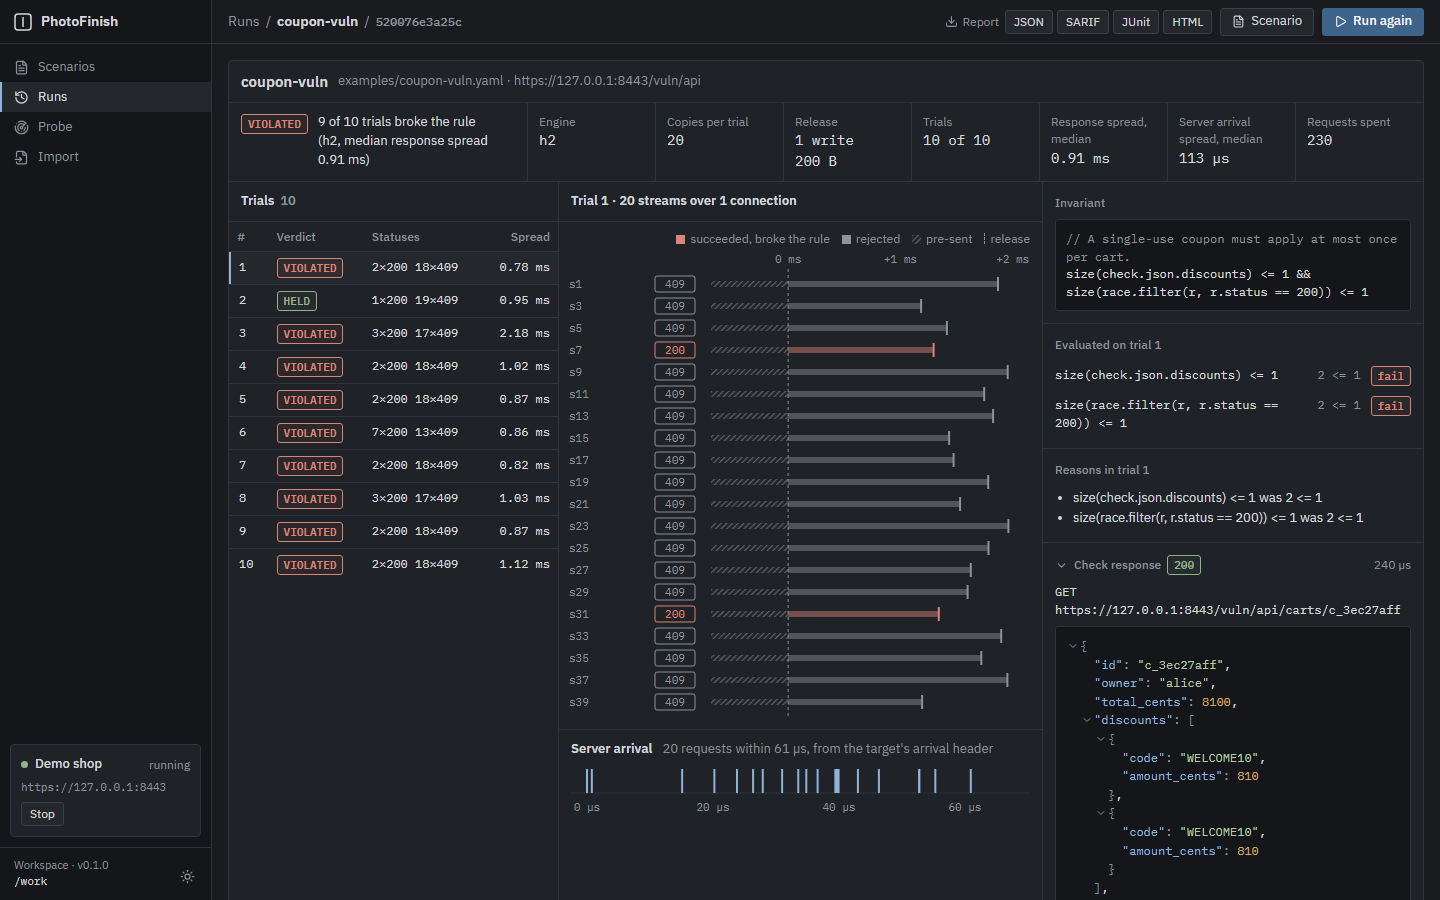 PhotoFinish
Runs / coupon-vuln / 520076e3a25c
Report JSON SARIF JUnit HTML Scenario Run again
Scenarios
Runs
Probe
Import
Demo shop running
https://127.0.0.1:8443
Stop
Workspace · v0.1.0
/work
coupon-vuln examples/coupon-vuln.yaml · https://127.0.0.1:8443/vuln/api
VIOLATED 9 of 10 trials broke the rule
(h2, median response spread
0.91 ms)
Engine
h2
Copies per trial
20
Release
1 write
200 B
Trials
10 of 10
Response spread,
median
0.91 ms
Server arrival
spread, median
113 µs
Requests spent
230
Trials 10
# Verdict Statuses Spread
1 VIOLATED 2×200 18×409 0.78 ms
2 HELD 1×200 19×409 0.95 ms
3 VIOLATED 3×200 17×409 2.18 ms
4 VIOLATED 2×200 18×409 1.02 ms
5 VIOLATED 2×200 18×409 0.87 ms
6 VIOLATED 7×200 13×409 0.86 ms
7 VIOLATED 2×200 18×409 0.82 ms
8 VIOLATED 3×200 17×409 1.03 ms
9 VIOLATED 2×200 18×409 0.87 ms
10 VIOLATED 2×200 18×409 1.12 ms
Trial 1 · 20 streams over 1 connection
succeeded, broke the rule rejected pre-sent release
0 ms +1 ms +2 ms
s1 409
s3 409
s5 409
s7 200
s9 409
s11 409
s13 409
s15 409
s17 409
s19 409
s21 409
s23 409
s25 409
s27 409
s29 409
s31 200
s33 409
s35 409
s37 409
s39 409
Server arrival 20 requests within 61 µs, from the target's arrival header
0 µs 20 µs 40 µs 60 µs
Invariant
// A single-use coupon must apply at most once
per cart.
size(check.json.discounts) <= 1 &&
size(race.filter(r, r.status == 200)) <= 1
Evaluated on trial 1
size(check.json.discounts) <= 1 2 <= 1 fail
size(race.filter(r, r.status == 2 <= 1 fail
200)) <= 1
Reasons in trial 1
• size(check.json.discounts) <= 1 was 2 <= 1
• size(race.filter(r, r.status == 200)) <= 1 was 2 <= 1
Check response 200 240 µs
GET
https://127.0.0.1:8443/vuln/api/carts/c_3ec27aff
{
"id": "c_3ec27aff",
"owner": "alice",
"total_cents": 8100,
"discounts": [
{
"code": "WELCOME10",
"amount_cents": 810
},
{
"code": "WELCOME10",
"amount_cents": 810
}
],